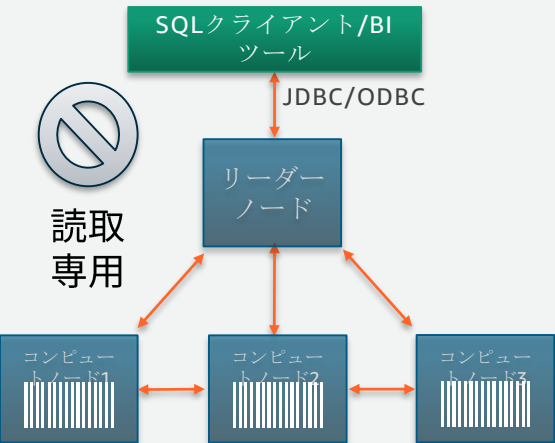 SQLクライアント/BI
ツール
JDBC/ODBC
リーダー
ノード
読取
専用
コンピュー
トノード1
コンピュー
トノード2
コンピュー
トノード3